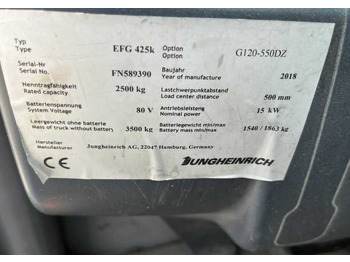 Typ
Type EFG 425k Option Option G120-550DZ
Serial-Nr
Serial-No. FN589390 Baujahr Year of manufacture 2018
Nenntragfähigkeit
Rated capacity 2500 kg Lastschwerpunktabstand Load center distance 500 mm
Batteriespannung
System Voltage 80 V Antriebsleistung Nominal power 15 kW
Leergewicht ohne batterie
Mass of truck without battery 3500 kg Batteriegewicht min/max Battery mass min/max 1540 / 1863 kg
Hersteller
Manufacturer Jungheinrich AG, 22047 Hamburg, Germany
CE JUNGHEINRICH